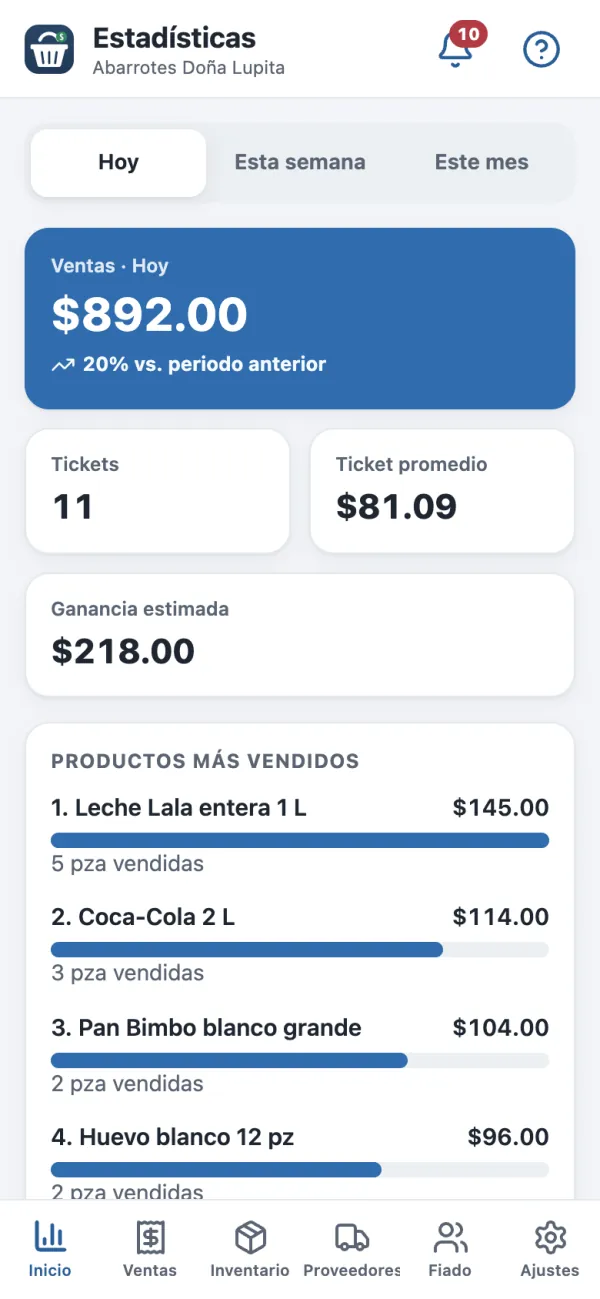 Estadísticas
10
Abarrotes Doña Lupita
Hoy
Esta semana
Este mes
Ventas · Hoy
$892.00
20% vs. periodo anterior
Tickets
11
Ticket promedio
$81.09
Ganancia estimada
$218.00
PRODUCTOS MÁS VENDIDOS
1. Leche Lala entera 1 L $145.00
5 pza vendidas
2. Coca-Cola 2 L $114.00
3 pza vendidas
3. Pan Bimbo blanco grande $104.00
2 pza vendidas
4. Huevo blanco 12 pz $96.00
2 pza vendidas
Inicio
Ventas
Inventario
Proveedores
Fiado
Ajustes